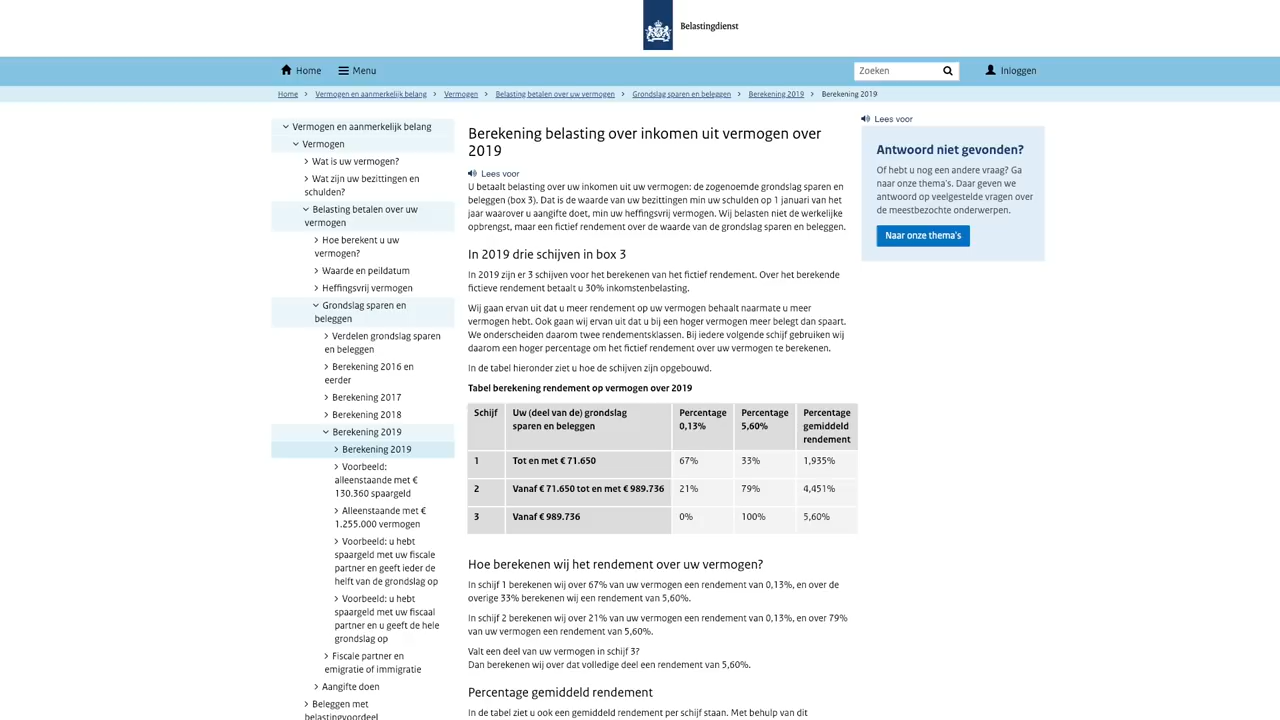 Belastingdienst
Home
Menu
Zoeken
Inloggen
Home > Vermogen en aanmerkelijk belang > Vermogen > Belasting betalen over uw vermogen > Grondslag sparen en beleggen > Berekening 2019 > Berekening 2019
Vermogen en aanmerkelijk belang
Vermogen
Wat is uw vermogen?
Wat zijn uw bezittingen en
schulden?
Belasting betalen over uw
vermogen
Hoe berekent u uw
vermogen?
Waarde en peildatum
Heffingsvrij vermogen
Grondslag sparen en
beleggen
Verdelen grondslag sparen
en beleggen
Berekening 2016 en
eerder
Berekening 2017
Berekening 2018
Berekening 2019
Berekening 2019
Voorbeeld:
alleenstaande met €
130.360 spaargeld
Alleenstaande met €
1.255.000 vermogen
Voorbeeld: u hebt
spaargeld met uw fiscale
partner en geeft ieder de
helft van de grondslag op
Voorbeeld: u hebt
spaargeld met uw fiscaal
partner en u geeft de hele
grondslag op
Fiscale partner en
emigratie of immigratie
Aangifte doen
Beleggen met
belastingvoordeel
Berekening belasting over inkomen uit vermogen over
2019
Lees voor
U betaalt belasting over uw inkomen uit uw vermogen: de zogenoemde grondslag sparen en
beleggen (box 3). Dat is de waarde van uw bezittingen min uw schulden op 1 januari van het
jaar waarover u aangifte doet, min uw heffingsvrij vermogen. Wij belasten niet de werkelijke
opbrengst, maar een fictief rendement over de waarde van de grondslag sparen en beleggen.
In 2019 drie schijven in box 3
In 2019 zijn er 3 schijven voor het berekenen van het fictief rendement. Over het berekende
fictieve rendement betaalt u 30% inkomstenbelasting.
Wij gaan ervan uit dat u meer rendement op uw vermogen behaalt naarmate u meer
vermogen hebt. Ook gaan wij ervan uit dat u bij een hoger vermogen meer belegt dan spaart.
We onderscheiden daarom twee rendementsklassen. Bij iedere volgende schijf gebruiken wij
daarom een hoger percentage om het fictief rendement over uw vermogen te berekenen.
In de tabel hieronder ziet u hoe de schijven zijn opgebouwd.
Tabel berekening rendement op vermogen over 2019
Schijf Uw (deel van de) grondslag Percentage Percentage Percentage
sparen en beleggen 0,13% 5,60% gemiddeld
rendement
1 Tot en met € 71.650 67% 33% 1,935%
2 Vanaf € 71.650 tot en met € 989.736 21% 79% 4,451%
3 Vanaf € 989.736 0% 100% 5,60%
Hoe berekenen wij het rendement over uw vermogen?
In schijf 1 berekenen wij over 67% van uw vermogen een rendement van 0,13%, en over de
overige 33% berekenen wij een rendement van 5,60%.
In schijf 2 berekenen wij over 21% van uw vermogen een rendement van 0,13%, en over 79%
van uw vermogen een rendement van 5,60%.
Valt een deel van uw vermogen in schijf 3?
Dan berekenen wij over dat volledige deel een rendement van 5,60%.
Percentage gemiddeld rendement
In de tabel ziet u ook een gemiddeld rendement per schijf staan. Met behulp van dit
Lees voor
Antwoord niet gevonden?
Of hebt u nog een andere vraag? Ga
naar onze thema's. Daar geven we
antwoord op veelgestelde vragen over
de meestbezochte onderwerpen.
Naar onze thema's